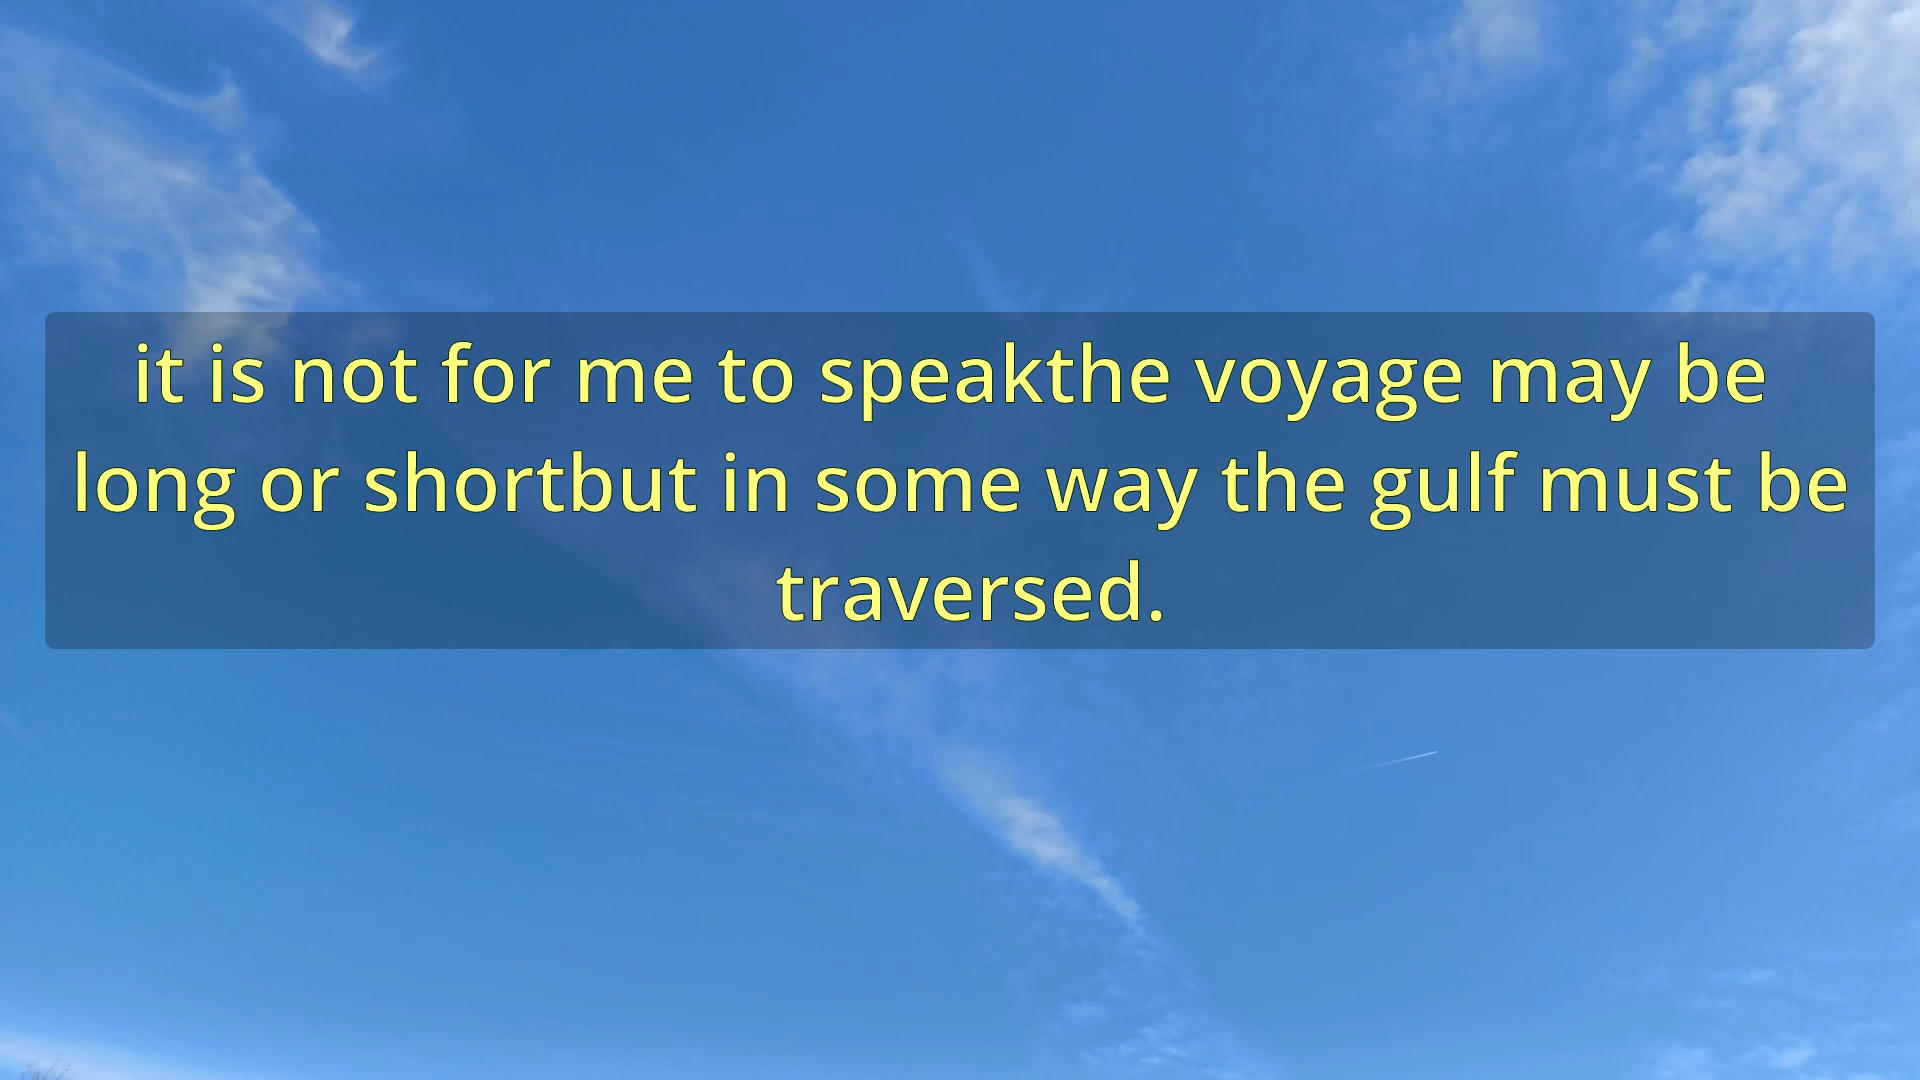 it is not for me to speakthe voyage may be
long or shortbut in some way the gulf must be
traversed.